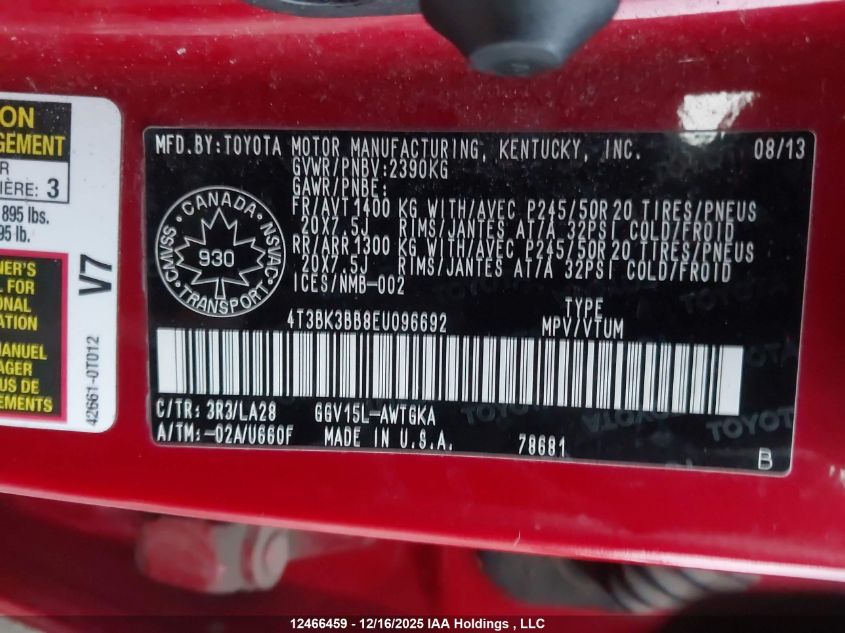 ON
GEMENT
R
IÈRE: 3
895 lbs.
95 lb.
NER'S
L FOR
ONAL
ATION
MANUEL
AGER
US DE
EMENTS
V7
42661-0T012
MFD.BY:TOYOTA MOTOR MANUFACTURING, KENTUCKY, INC. 08/13
GVWR/PNBV:2390KG
GAWR/PNBE:
FR/AVT 1400 KG WITH/AVEC P245/50R20 TIRES/PNEUS
20X7.5J RIMS/JANTES AT/A 32PSI COLD/FROID
RR/ARR 1300 KG WITH/AVEC P245/50R20 TIRES/PNEUS
20X7.5J RIMS/JANTES AT/A 32PSI COLD/FROID
ICES/NMB-002
CANADA
CMVSS
NSVAC
930
TRANSPORT
4T3BK3BB8EU096692
TYPE
MPV/VTUM
C/TR: 3R3/LA28 GGV15L-AWTGKA
A/TM:-02A/U660F MADE IN U.S.A. 78681
B
TOYOTA
12466459 - 12/16/2025 IAA Holdings , LLC